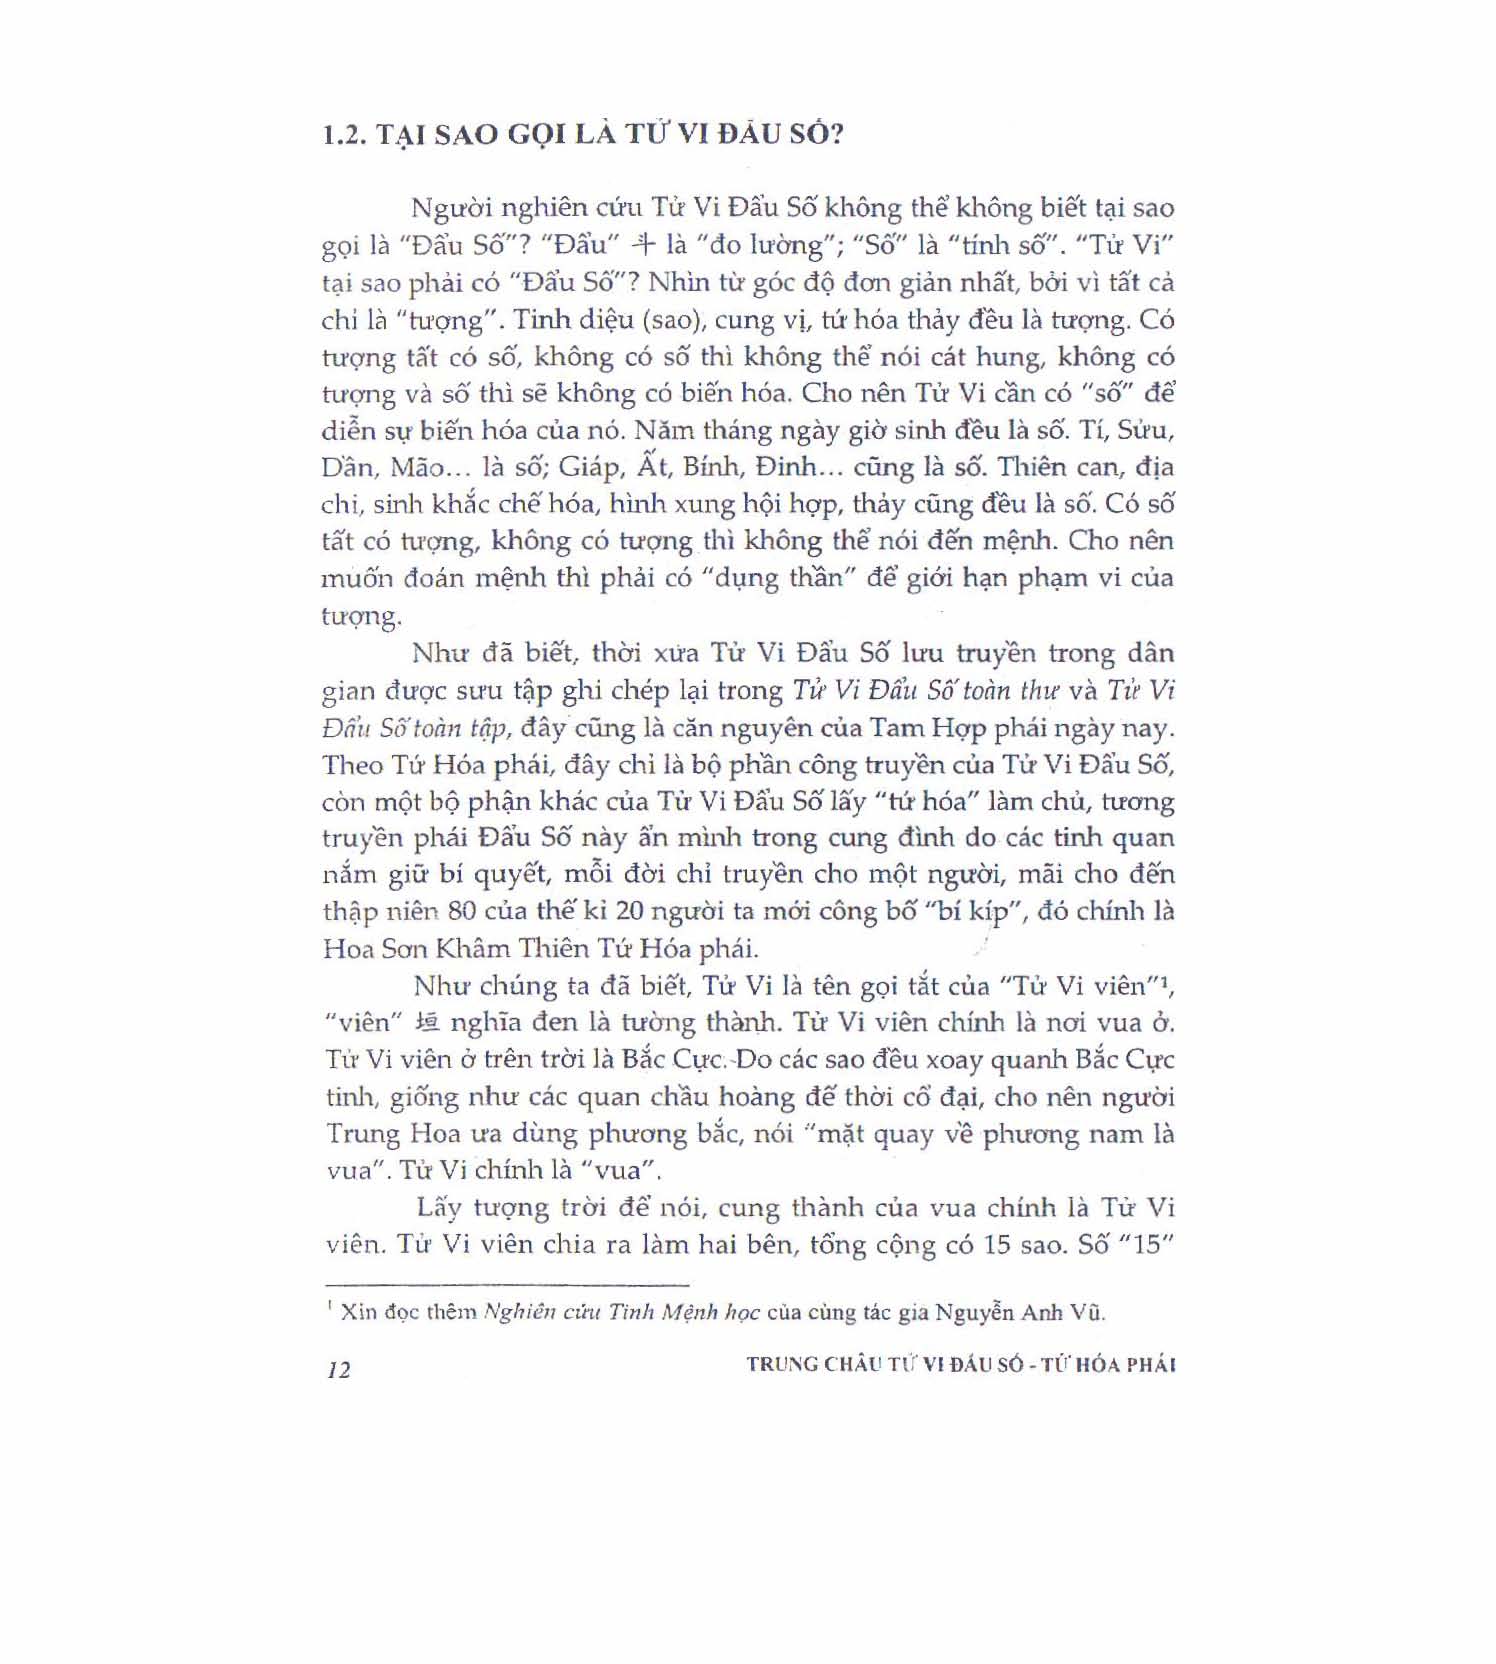 1.2. TẠI SAO GỌI LÀ TỬ VI ĐẨU SỐ?
Người nghiên cứu Tử Vi Đẩu Số không thể không biết tại sao
gọi là "Đẩu Số"? "Đẩu" 斗 là "đo lường"; "Số" là "tính số". "Tử Vi"
tại sao phải có "Đẩu Số"? Nhìn từ góc độ đơn giản nhất, bởi vì tất cả
chỉ là "tượng". Tinh diệu (sao), cung vị, tứ hóa thảy đều là tượng. Có
tượng tất có số, không có số thì không thể nói cát hung, không có
tượng và số thì sẽ không có biến hóa. Cho nên Tử Vi cần có "số" để
diễn sự biến hóa của nó. Năm tháng ngày giờ sinh đều là số. Tí, Sửu,
Dần, Mão... là số; Giáp, Ất, Bính, Đinh... cũng là số. Thiên can, địa
chi, sinh khắc chế hóa, hình xung hội hợp, thảy cũng đều là số. Có số
tất có tượng, không có tượng thì không thể nói đến mệnh. Cho nên
muốn đoán mệnh thì phải có "dụng thần" để giới hạn phạm vi của
tượng.
Như đã biết, thời xưa Tử Vi Đẩu Số lưu truyền trong dân
gian được sưu tập ghi chép lại trong Tử Vi Đẩu Số toàn thư và Tử Vi
Đẩu Số toàn tập, đây cũng là căn nguyên của Tam Hợp phái ngày nay.
Theo Tứ Hóa phái, đây chỉ là bộ phần công truyền của Tử Vi Đẩu Số,
còn một bộ phận khác của Tử Vi Đẩu Số lấy "tứ hóa" làm chủ, tương
truyền phái Đẩu Số này ẩn mình trong cung đình do các tinh quan
nắm giữ bí quyết, mỗi đời chỉ truyền cho một người, mãi cho đến
thập niên 80 của thế kỉ 20 người ta mới công bố "bí kíp", đó chính là
Hoa Sơn Khâm Thiên Tứ Hóa phái.
Như chúng ta đã biết, Tử Vi là tên gọi tắt của "Tử Vi viên"¹,
"viên" 垣 nghĩa đen là tường thành. Tử Vi viên chính là nơi vua ở.
Tử Vi viên ở trên trời là Bắc Cực. Do các sao đều xoay quanh Bắc Cực
tinh, giống như các quan chầu hoàng đế thời cổ đại, cho nên người
Trung Hoa ưa dùng phương bắc, nói "mặt quay về phương nam là
vua". Tử Vi chính là "vua".
Lấy tượng trời để nói, cung thành của vua chính là Tử Vi
viên. Tử Vi viên chia ra làm hai bên, tổng cộng có 15 sao. Số "15"
¹ Xin đọc thêm Nghiên cứu Tinh Mệnh học của cùng tác giả Nguyễn Anh Vũ.
12 TRUNG CHÂU TỬ VI ĐẨU SỐ - TỨ HÓA PHÁI